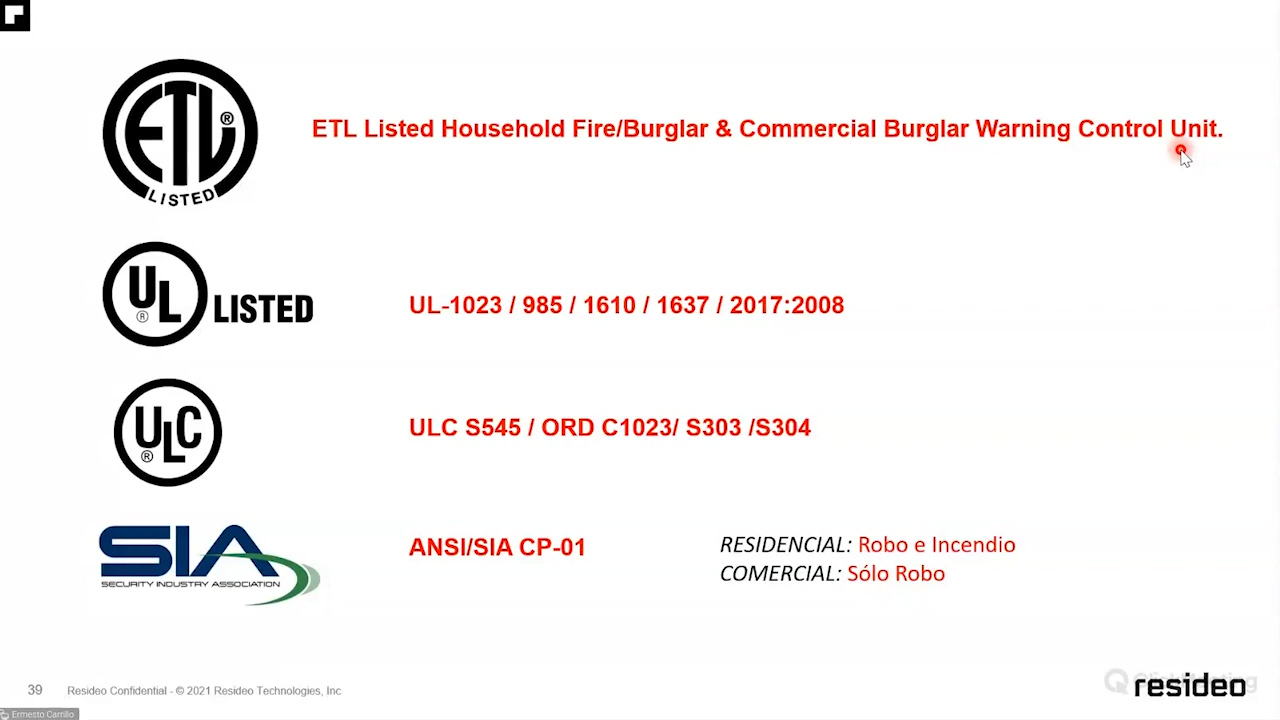 ETL®
LISTED
ETL Listed Household Fire/Burglar & Commercial Burglar Warning Control Unit.
UL® LISTED
UL-1023 / 985 / 1610 / 1637 / 2017:2008
ULC®
ULC S545 / ORD C1023/ S303 /S304
SIA
SECURITY INDUSTRY ASSOCIATION
ANSI/SIA CP-01
RESIDENCIAL: Robo e Incendio
COMERCIAL: Sólo Robo
39 Resideo Confidential - © 2021 Resideo Technologies, Inc
resideo
Ermesto Carrillo